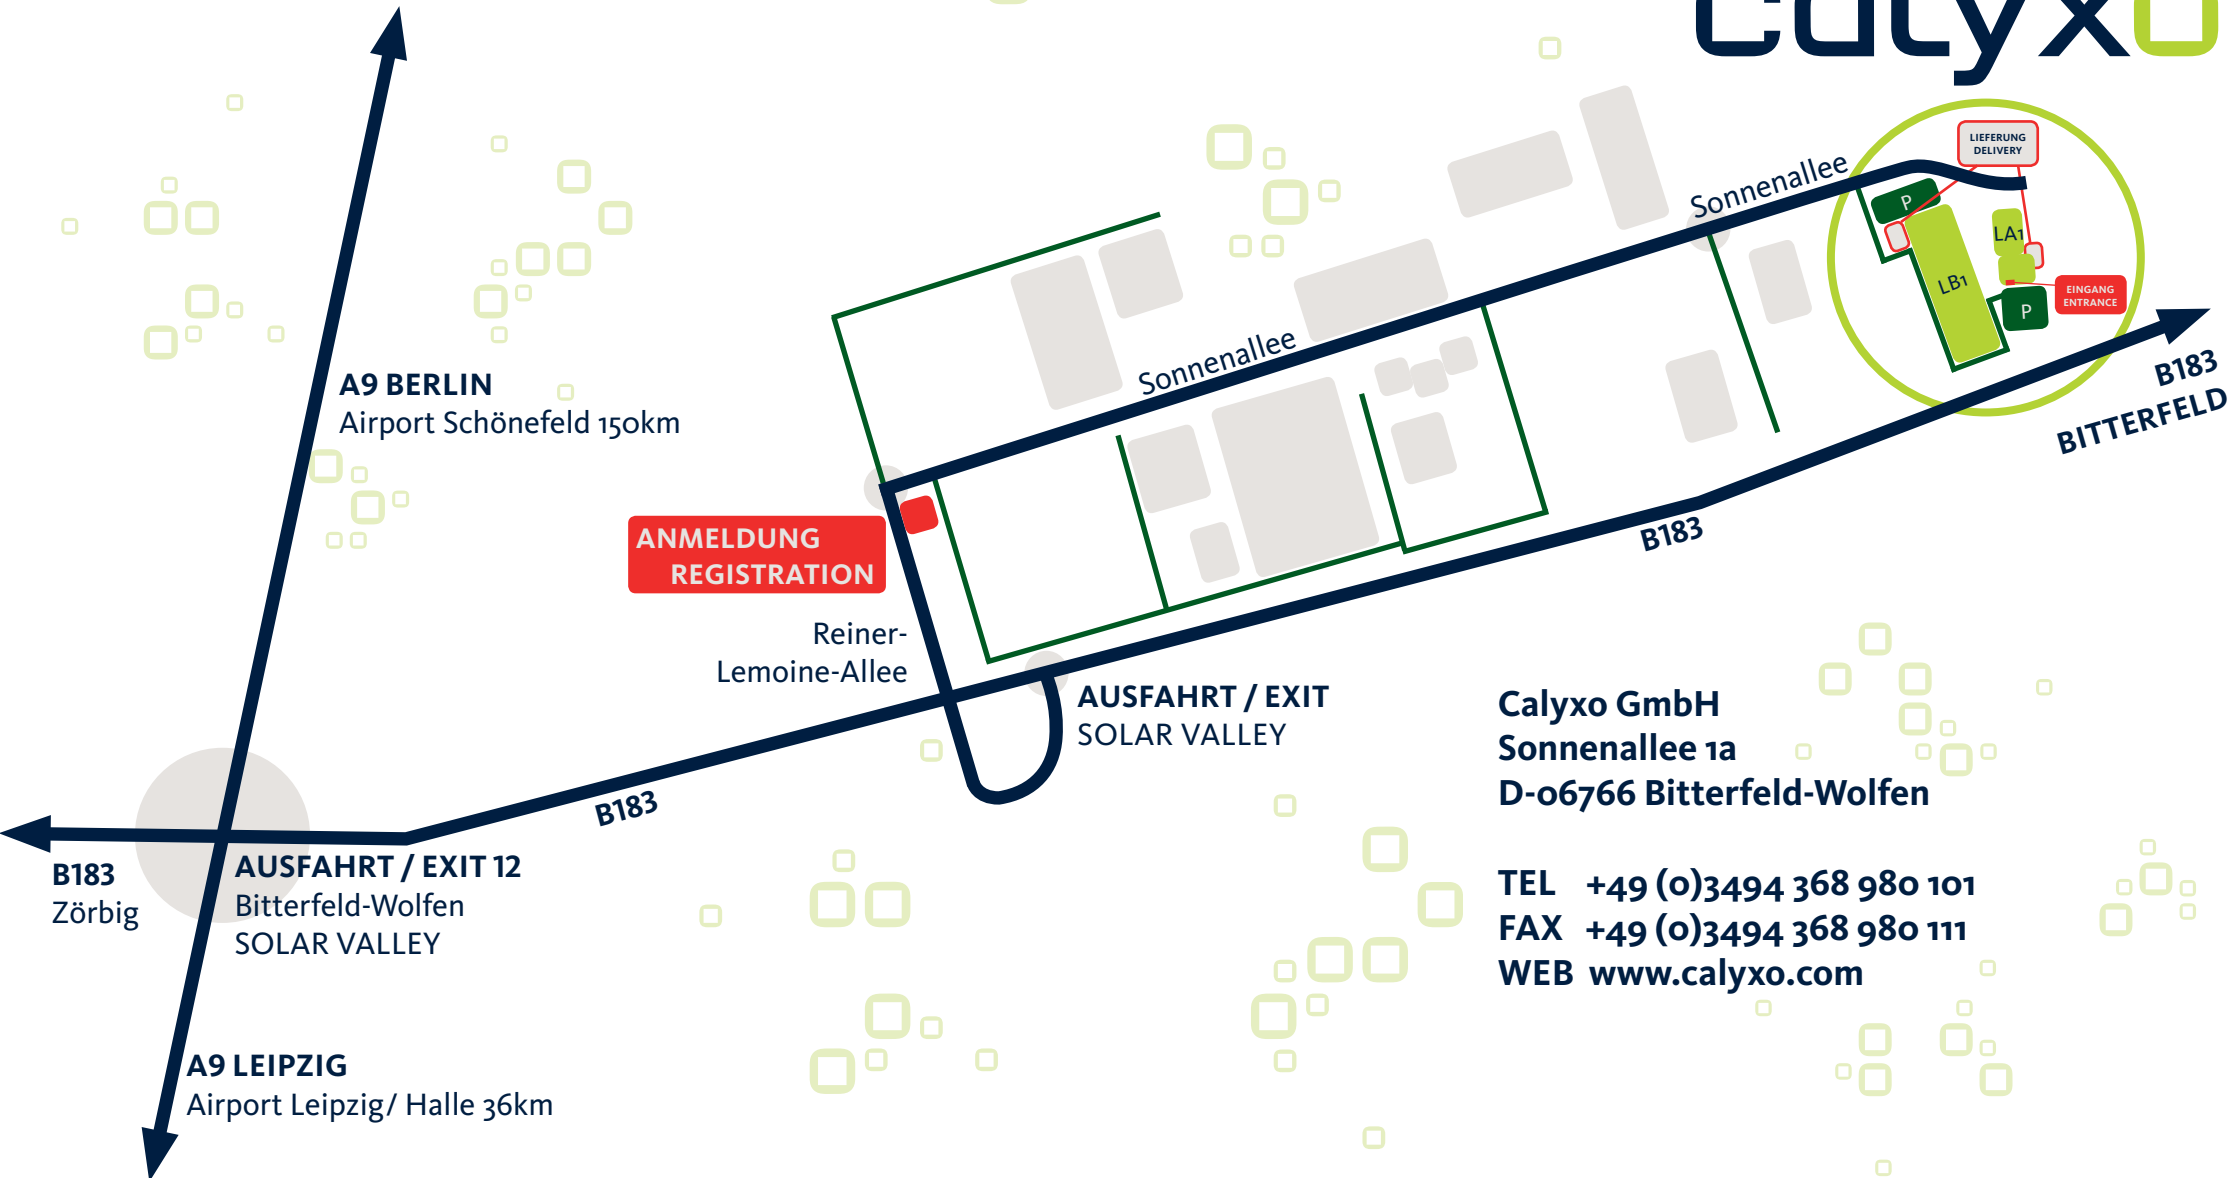 calyxo
LIEFERUNG
DELIVERY
Sonnenallee
P
LA1
LB1
EINGANG
ENTRANCE
P
B183
BITTERFELD
Sonnenallee
A9 BERLIN
Airport Schönefeld 150km
ANMELDUNG
REGISTRATION
B183
Reiner-
Lemoine-Allee
AUSFAHRT / EXIT
SOLAR VALLEY
B183
B183
Zörbig
AUSFAHRT / EXIT 12
Bitterfeld-Wolfen
SOLAR VALLEY
A9 LEIPZIG
Airport Leipzig/ Halle 36km
Calyxo GmbH
Sonnenallee 1a
D-06766 Bitterfeld-Wolfen
TEL +49 (0)3494 368 980 101
FAX +49 (0)3494 368 980 111
WEB www.calyxo.com